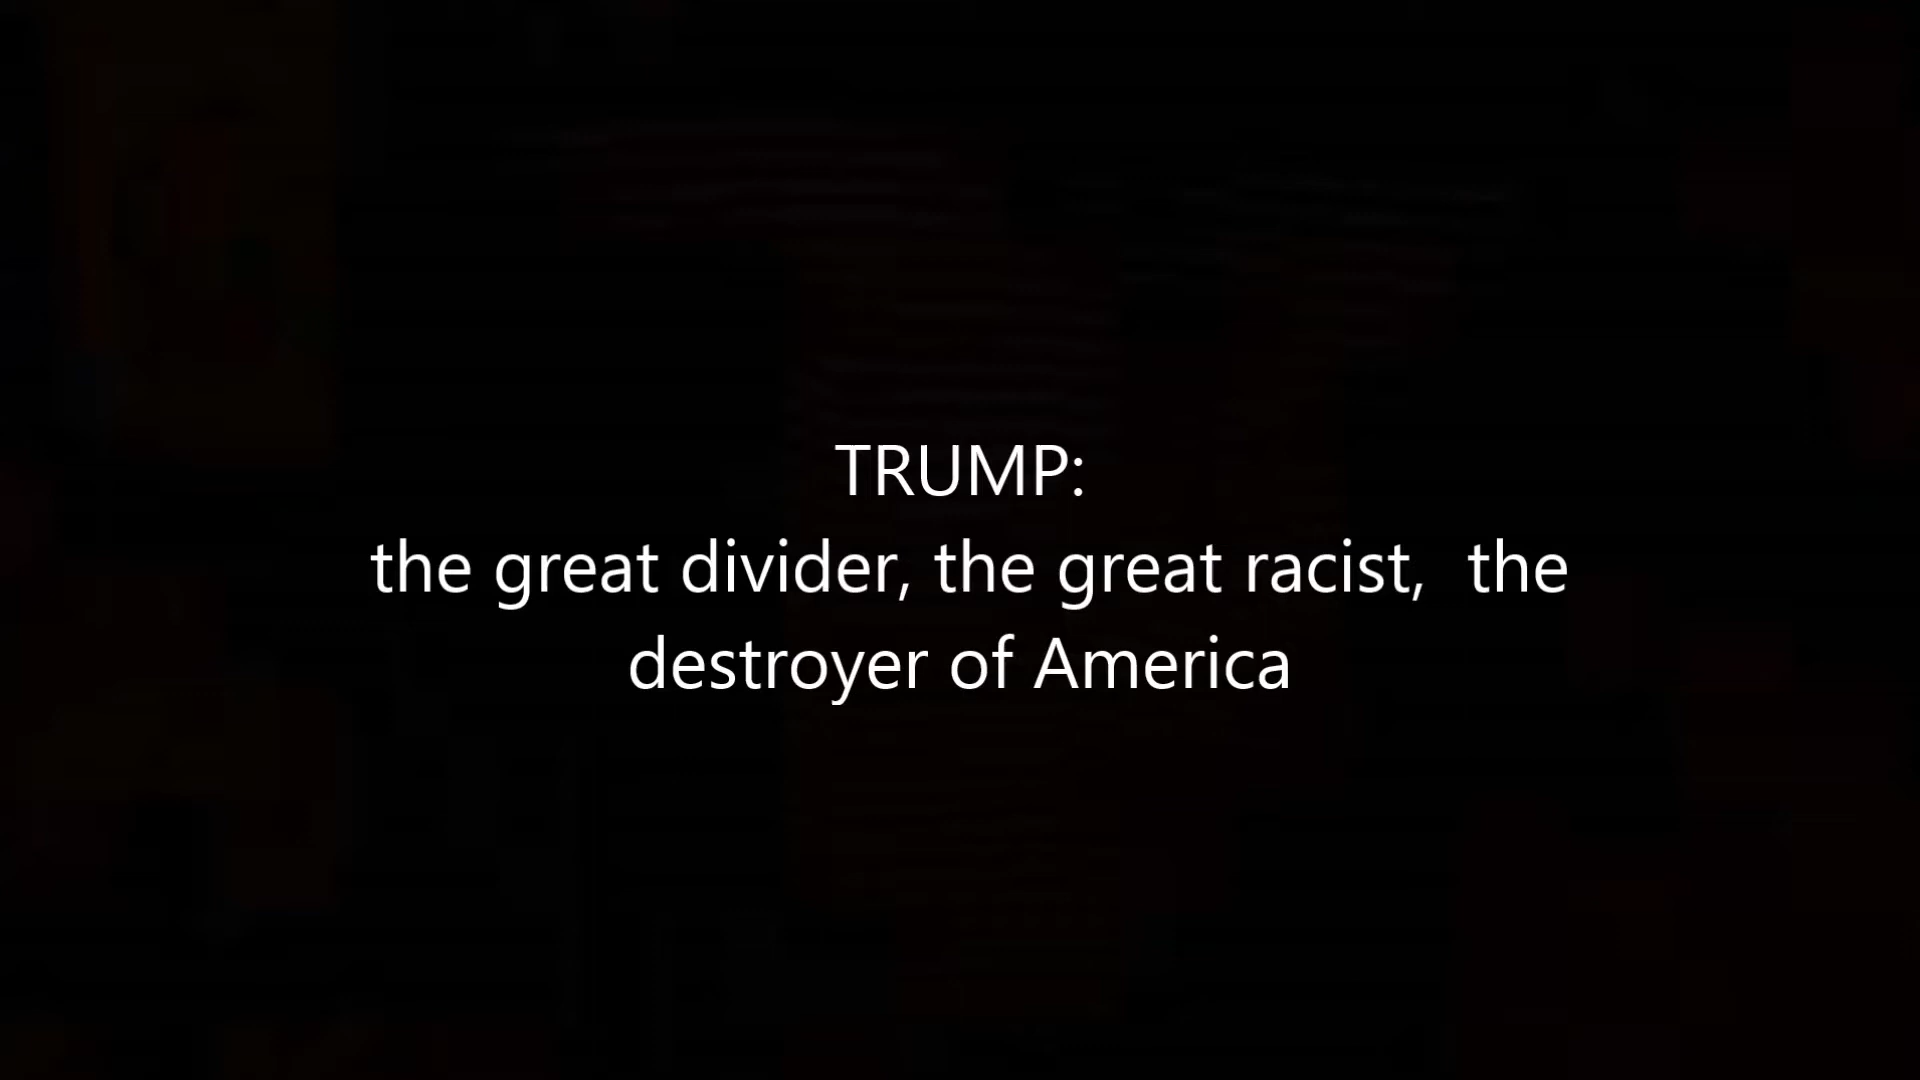 TRUMP:
the great divider, the great racist,  the
destroyer of America